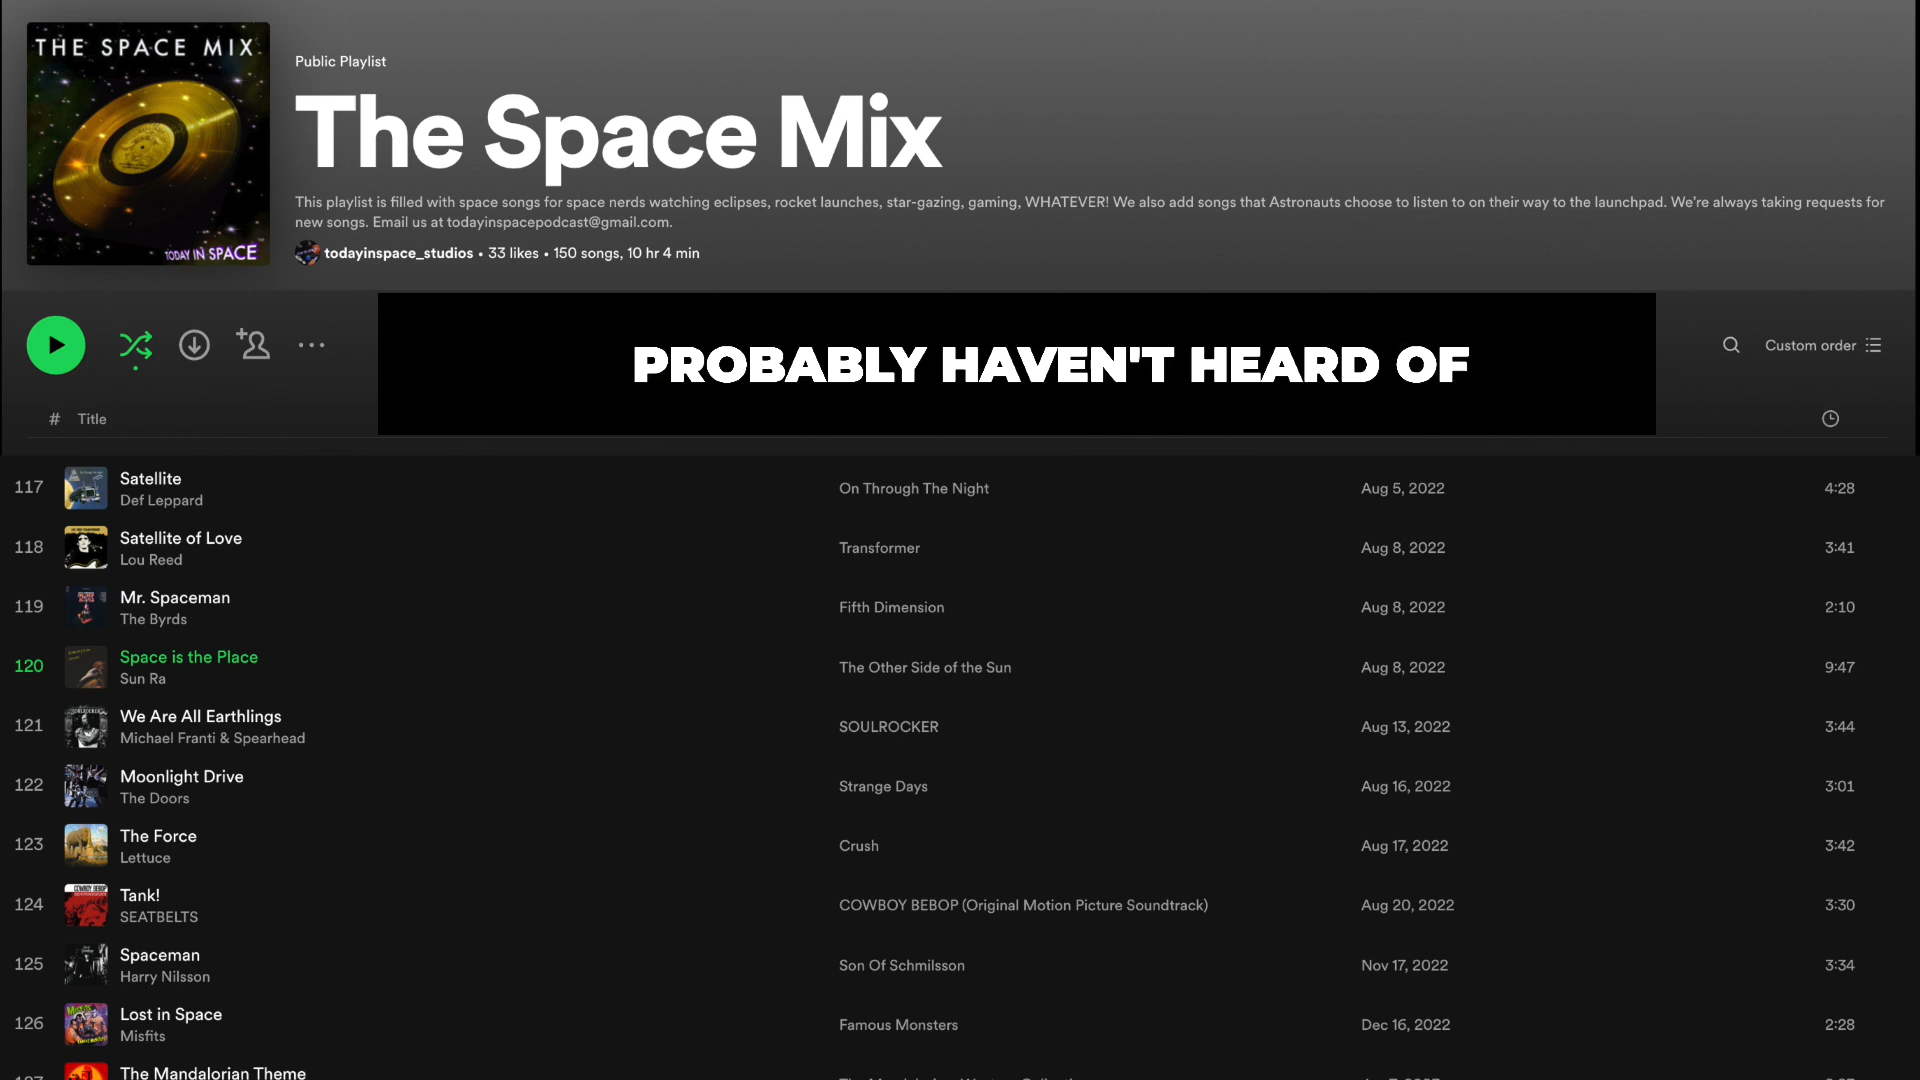 THE SPACE MIX
TODAY IN SPACE
Public Playlist
The Space Mix
This playlist is filled with space songs for space nerds watching eclipses, rocket launches, star-gazing, gaming, WHATEVER! We also add songs that Astronauts choose to listen to on their way to the launchpad. We're always taking requests for
new songs. Email us at todayinspacepodcast@gmail.com.
todayinspace_studios • 33 likes • 150 songs, 10 hr 4 min
PROBABLY HAVEN'T HEARD OF
Custom order
# Title
117 Satellite On Through The Night Aug 5, 2022 4:28
Def Leppard
118 Satellite of Love Transformer Aug 8, 2022 3:41
Lou Reed
119 Mr. Spaceman Fifth Dimension Aug 8, 2022 2:10
The Byrds
120 Space is the Place The Other Side of the Sun Aug 8, 2022 9:47
Sun Ra
121 We Are All Earthlings SOULROCKER Aug 13, 2022 3:44
Michael Franti & Spearhead
122 Moonlight Drive Strange Days Aug 16, 2022 3:01
The Doors
123 The Force Crush Aug 17, 2022 3:42
Lettuce
124 Tank! COWBOY BEBOP (Original Motion Picture Soundtrack) Aug 20, 2022 3:30
SEATBELTS
125 Spaceman Son Of Schmilsson Nov 17, 2022 3:34
Harry Nilsson
126 Lost in Space Famous Monsters Dec 16, 2022 2:28
Misfits
The Mandalorian Theme